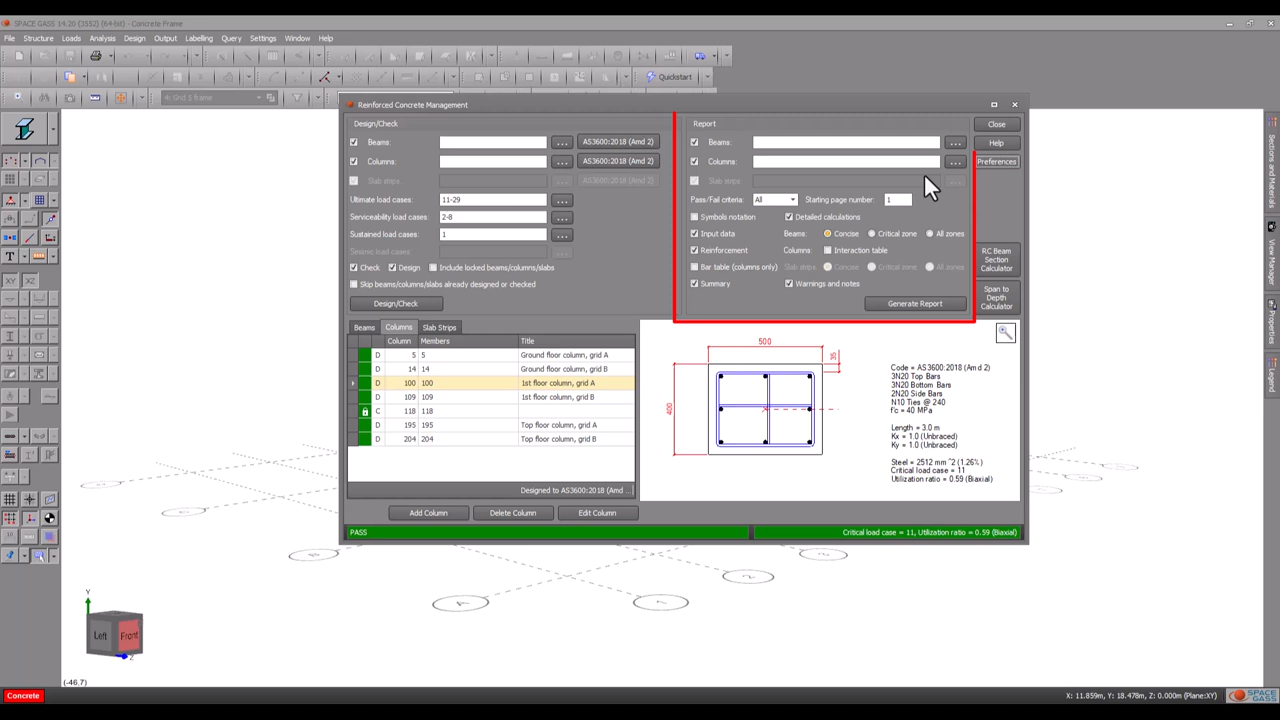 SPACE GASS 14.20 (3552) (64-bit) - Concrete Frame
File Structure Loads Analysis Design Output Labelling Query Settings Window Help
Quickstart
Grid S frame
Reinforced Concrete Management
Design/Check
Beams: ... AS3600:2018 (Amd 2)
Columns: ... AS3600:2018 (Amd 2)
Slab strips: ... AS3600:2018 (Amd 2)
Ultimate load cases: 11-29 ...
Serviceability load cases: 2-8 ...
Sustained load cases: 1 ...
Seismic load cases: ...
Check Design Include locked beams/columns/slabs
Skip beams/columns/slabs already designed or checked
Design/Check
Report
Beams: ...
Columns: ...
Slab strips: ...
Pass/Fail criteria: All Starting page number: 1
Symbols notation Detailed calculations
Input data Beams: Concise Critical zone All zones
Reinforcement Columns: Interaction table
Bar table (columns only) Slab strips: Concise Critical zone All zones
Summary Warnings and notes
Generate Report
Close
Help
Preferences
RC Beam
Section
Calculator
Span to
Depth
Calculator
Beams Columns Slab Strips
Column Members Title
D 5 5 Ground floor column, grid A
D 14 14 Ground floor column, grid B
D 100 100 1st floor column, grid A
D 109 109 1st floor column, grid B
C 118 118
D 195 195 Top floor column, grid A
D 204 204 Top floor column, grid B
Designed to AS3600:2018 (Amd ...
Add Column Delete Column Edit Column
500
35
400
Code = AS3600:2018 (Amd 2)
3N20 Top Bars
3N20 Bottom Bars
2N20 Side Bars
N10 Ties @ 240
f'c = 40 MPa
Length = 3.0 m
Kx = 1.0 (Unbraced)
Ky = 1.0 (Unbraced)
Steel = 2512 mm^2 (1.26%)
Critical load case = 11
Utilization ratio = 0.59 (Biaxial)
PASS Critical load case = 11, Utilization ratio = 0.59 (Biaxial)
Sections and Materials
View Manager
Properties
Legend
Y
Left Front
Z
A
1
2
(-46,7)
Concrete
X: 11.859m, Y: 18.478m, Z: 0.000m (Plane:XY)
SPACE GASS